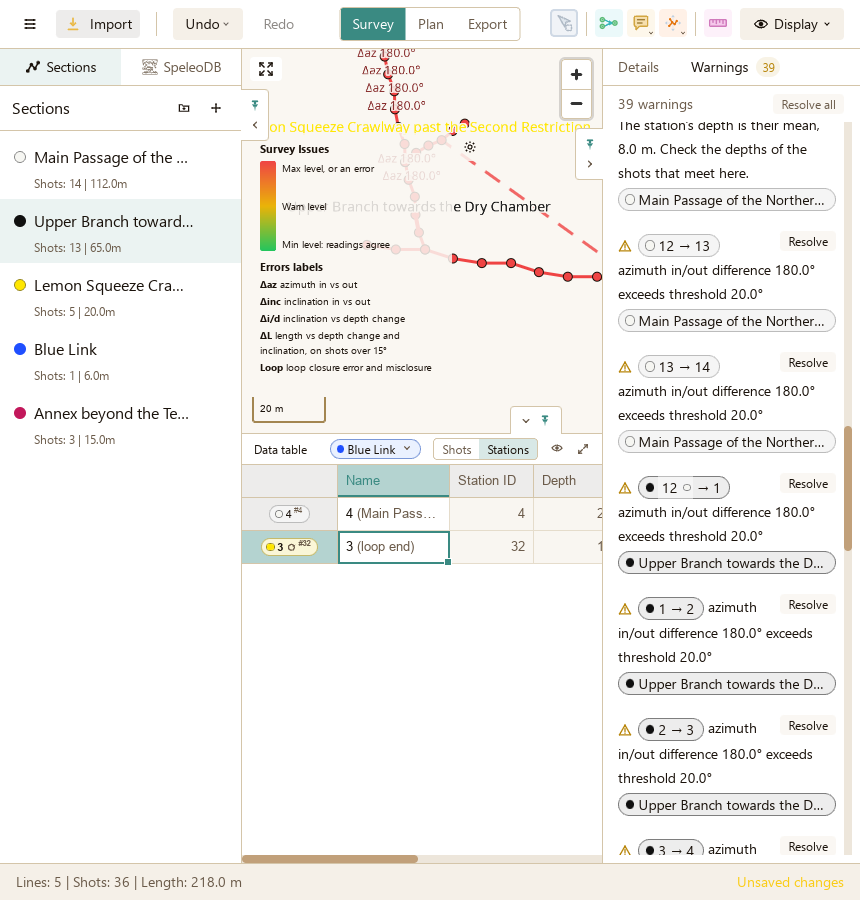 Import
Undo
Redo
Survey
Plan
Export
Display
Sections
SpeleoDB
Details
Warnings 39
Sections
39 warnings
Resolve all
Main Passage of the ...
Shots: 14 | 112.0m
Upper Branch toward...
Shots: 13 | 65.0m
Lemon Squeeze Cra...
Shots: 5 | 20.0m
Blue Link
Shots: 1 | 6.0m
Annex beyond the Te...
Shots: 3 | 15.0m
Δaz 180.0°
Δaz 180.0°
Δaz 180.0°
Δaz 180.0°
on Squeeze Crawlway past the Second Restriction
Δaz 180.0°
Δaz 180.0°
Branch towards the Dry Chamber
Survey Issues
Max level, or an error
Warn level
Min level: readings agree
Errors labels
Δaz azimuth in vs out
Δinc inclination in vs out
Δi/d inclination vs depth change
ΔL length vs depth change and
inclination, on shots over 15°
Loop loop closure error and misclosure
20 m
Data table
Blue Link
Shots
Stations
Name
Station ID
Depth
4 #4
4 (Main Pass...
4
2
3 #32
3 (loop end)
32
1
The station's depth is their mean,
8.0 m. Check the depths of the
shots that meet here.
Main Passage of the Norther...
12 → 13
Resolve
azimuth in/out difference 180.0°
exceeds threshold 20.0°
Main Passage of the Norther...
13 → 14
Resolve
azimuth in/out difference 180.0°
exceeds threshold 20.0°
Main Passage of the Norther...
12 → 1
Resolve
azimuth in/out difference 180.0°
exceeds threshold 20.0°
Upper Branch towards the D...
1 → 2 azimuth
Resolve
in/out difference 180.0° exceeds
threshold 20.0°
Upper Branch towards the D...
2 → 3 azimuth
Resolve
in/out difference 180.0° exceeds
threshold 20.0°
Upper Branch towards the D...
3 → 4 azimuth
Resolve
Lines: 5 | Shots: 36 | Length: 218.0 m
Unsaved changes